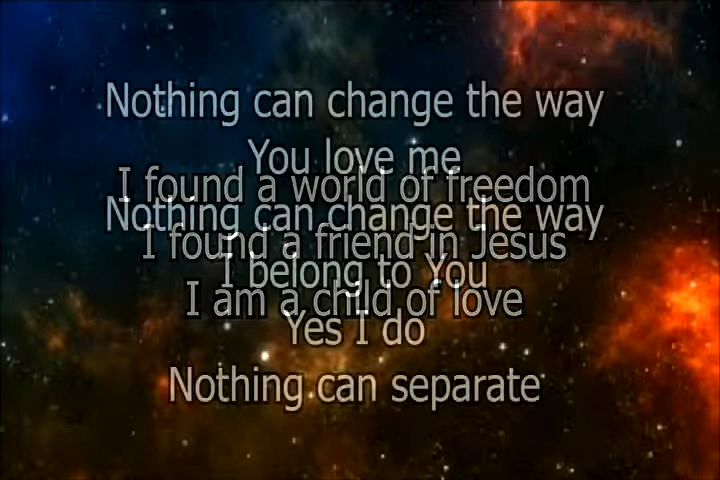 Nothing can change the way
You love me
I found a world of freedom
Nothing can change the way
I found a friend in Jesus
I belong to You
I am a child of love
Yes I do
Nothing can separate